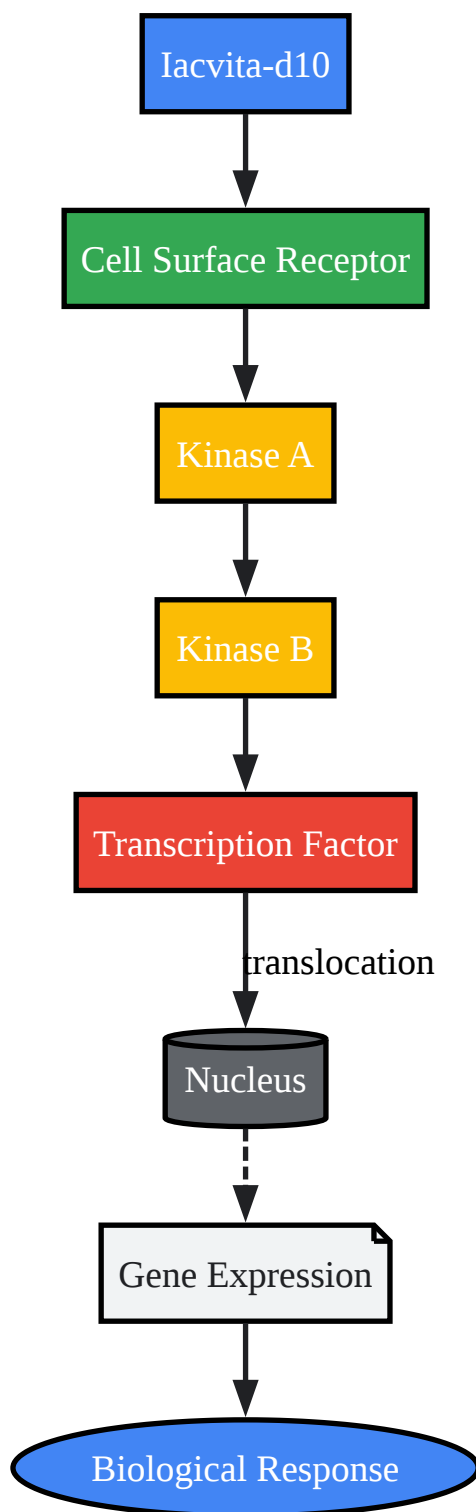 Iacvita-d10
Cell Surface Receptor
Kinase A
Kinase B
Transcription Factor
translocation
Nucleus
Gene Expression
Biological Response